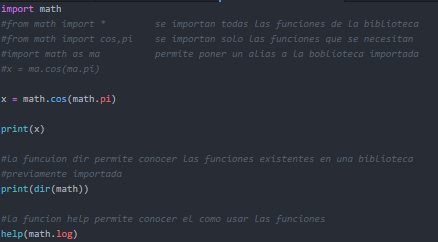 import math
#from math import *         se importan todas las funciones de la biblioteca
#from math import cos,pi    se importan solo las funciones que se necesitan
#import math as ma          permite poner un alias a la boblioteca importada
#x = ma.cos(ma.pi)
x = math.cos(math.pi)
print(x)
#la funcuion dir permite conocer las funciones existentes en una biblioteca
#previamente importada
print(dir(math))
#la funcion help permite conocer el como usar las funciones
help(math.log)